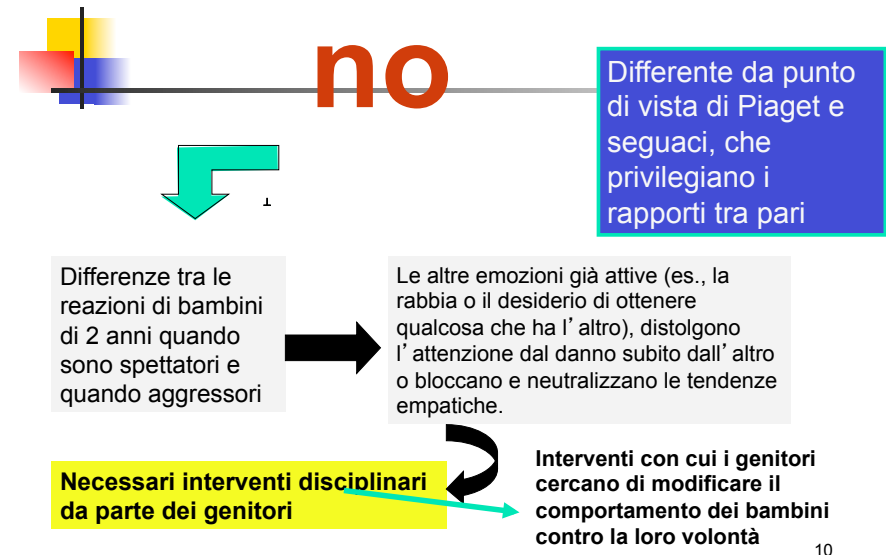 no
Differente da punto
di vista di Piaget e
seguaci, che
privilegiano i
rapporti tra pari
Differenze tra le
reazioni di bambini
di 2 anni quando
sono spettatori e
quando aggressori
Le altre emozioni già attive (es., la
rabbia o il desiderio di ottenere
qualcosa che ha l’altro), distolgono
l’attenzione dal danno subito dall’altro
o bloccano e neutralizzano le tendenze
empatiche.
Necessari interventi disciplinari
da parte dei genitori
Interventi con cui i genitori
cercano di modificare il
comportamento dei bambini
contro la loro volontà
10